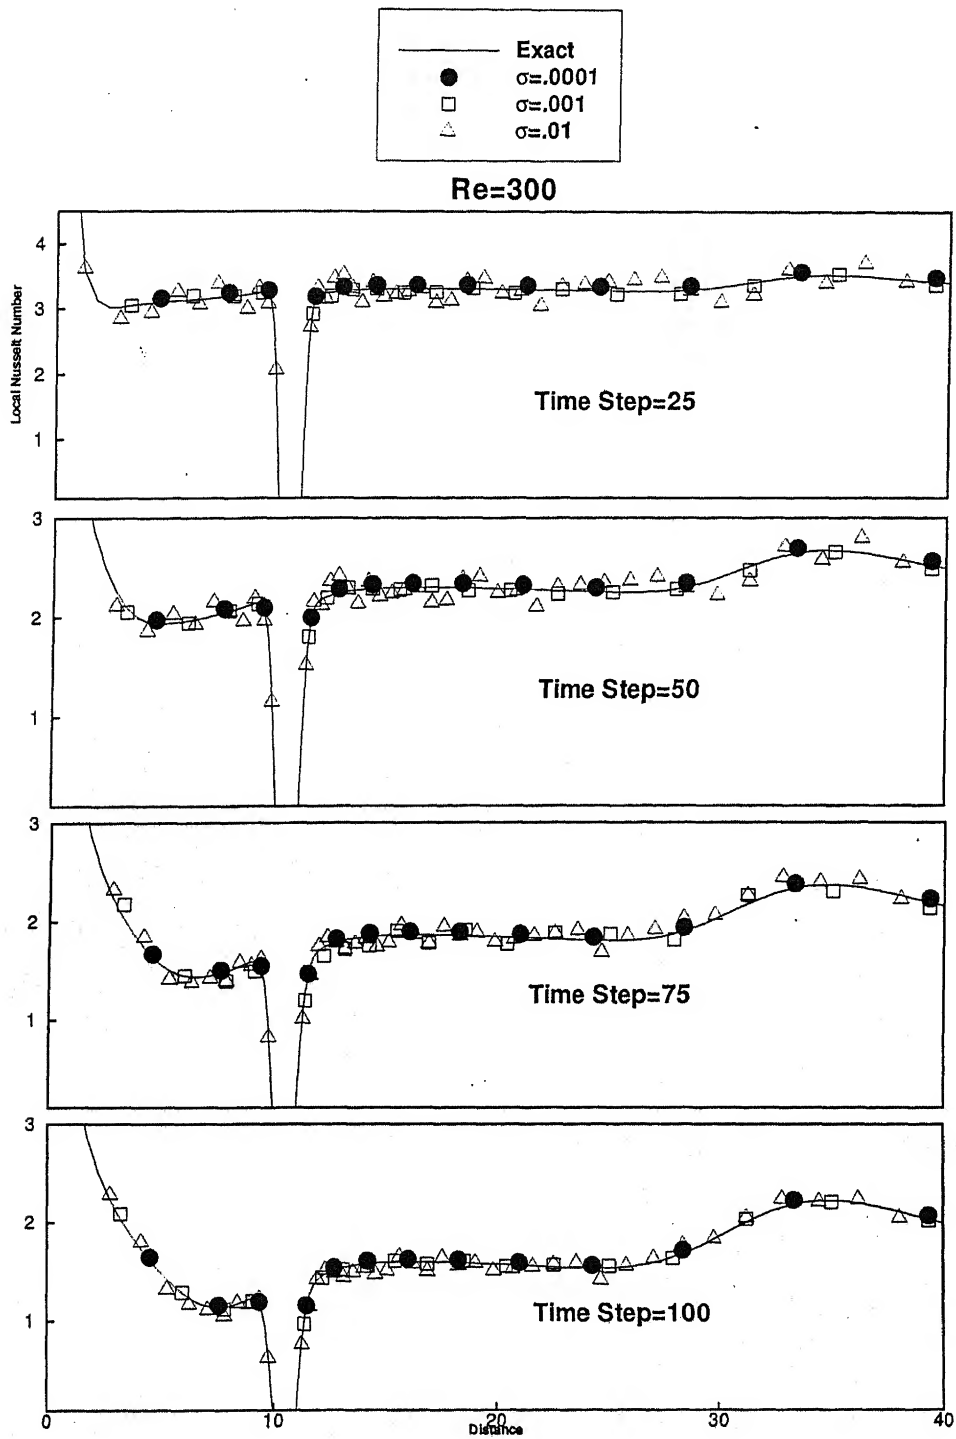 Exact
σ=.0001
σ=.001
σ=.01
Re=300
4
3
2
1
Local Nusselt Number
Time Step=25
3
2
1
Time Step=50
3
2
1
Time Step=75
3
2
1
Time Step=100
0
10
20
30
40
Distance